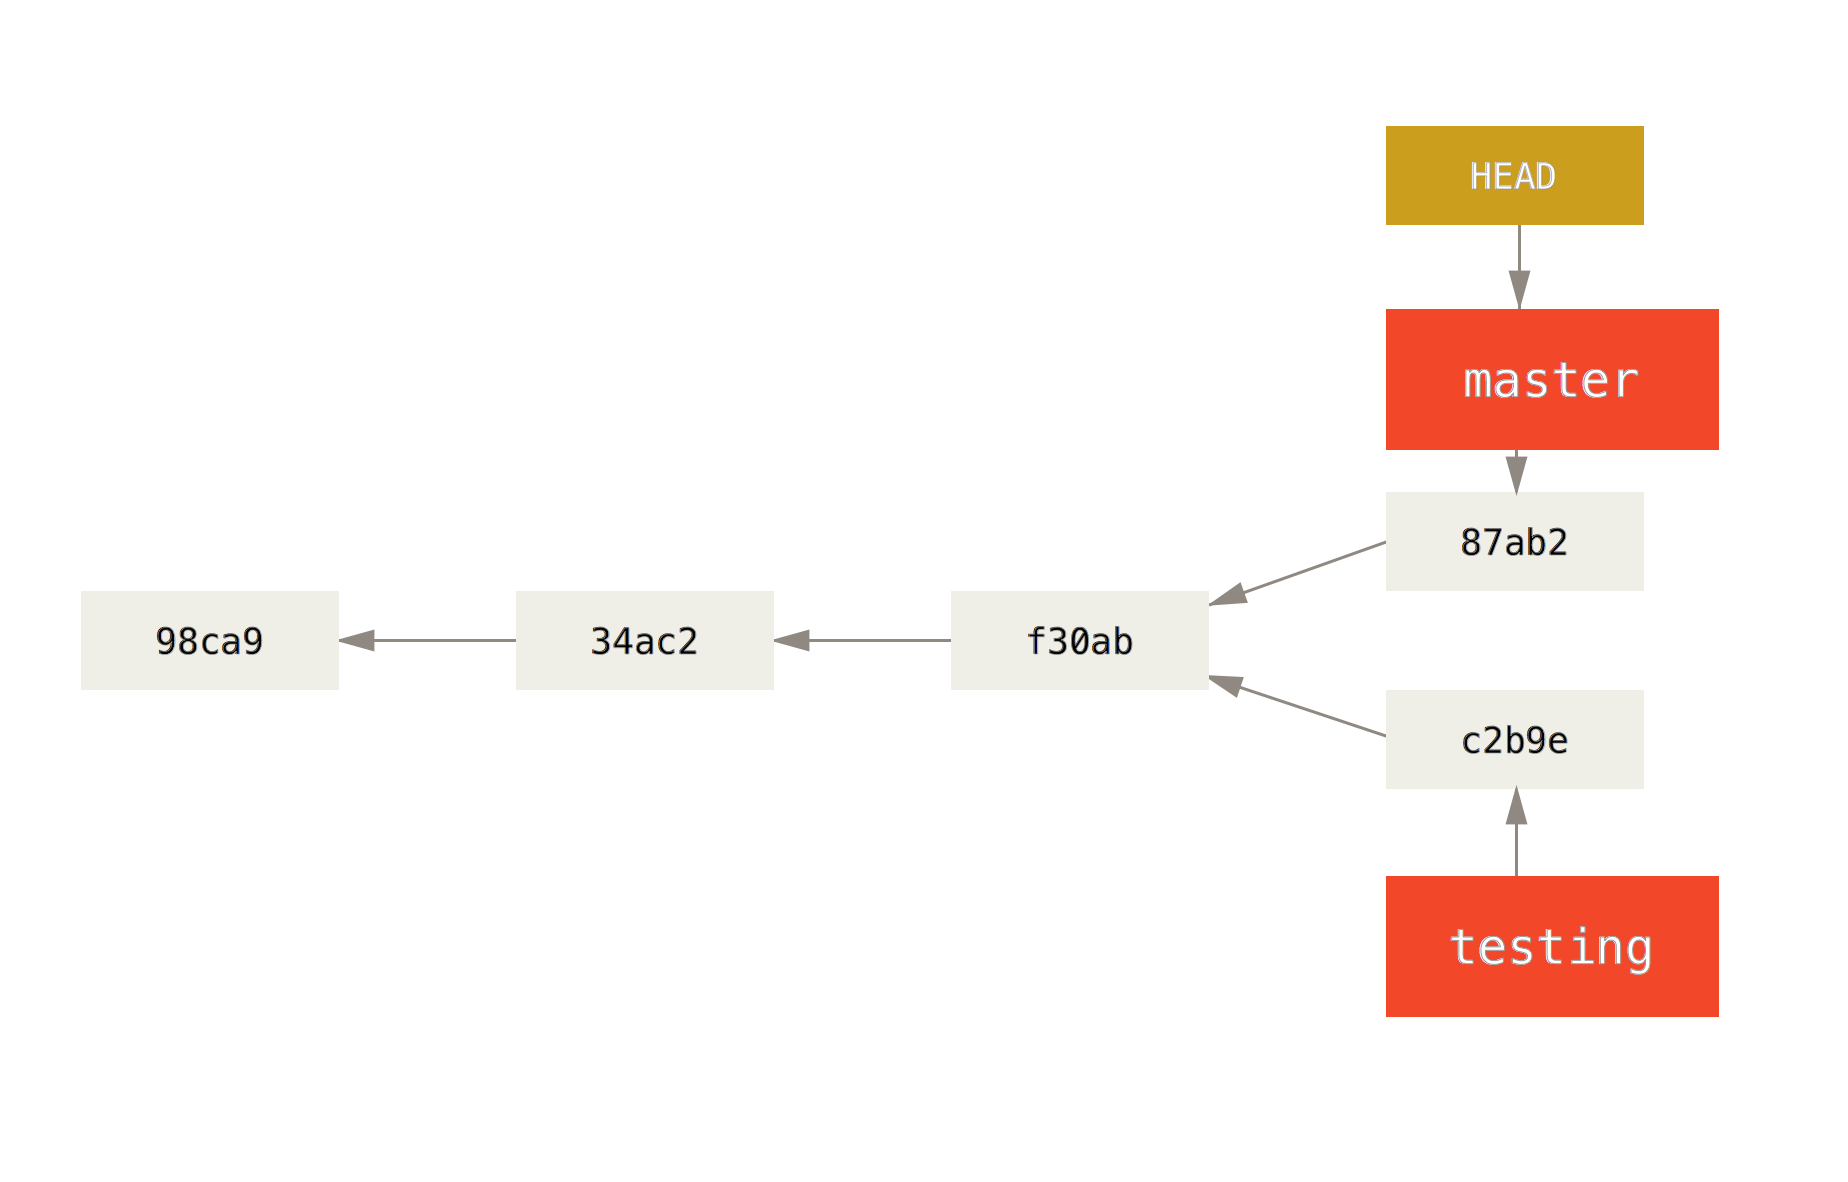 HEAD
master
87ab2
98ca9
34ac2
f30ab
c2b9e
testing